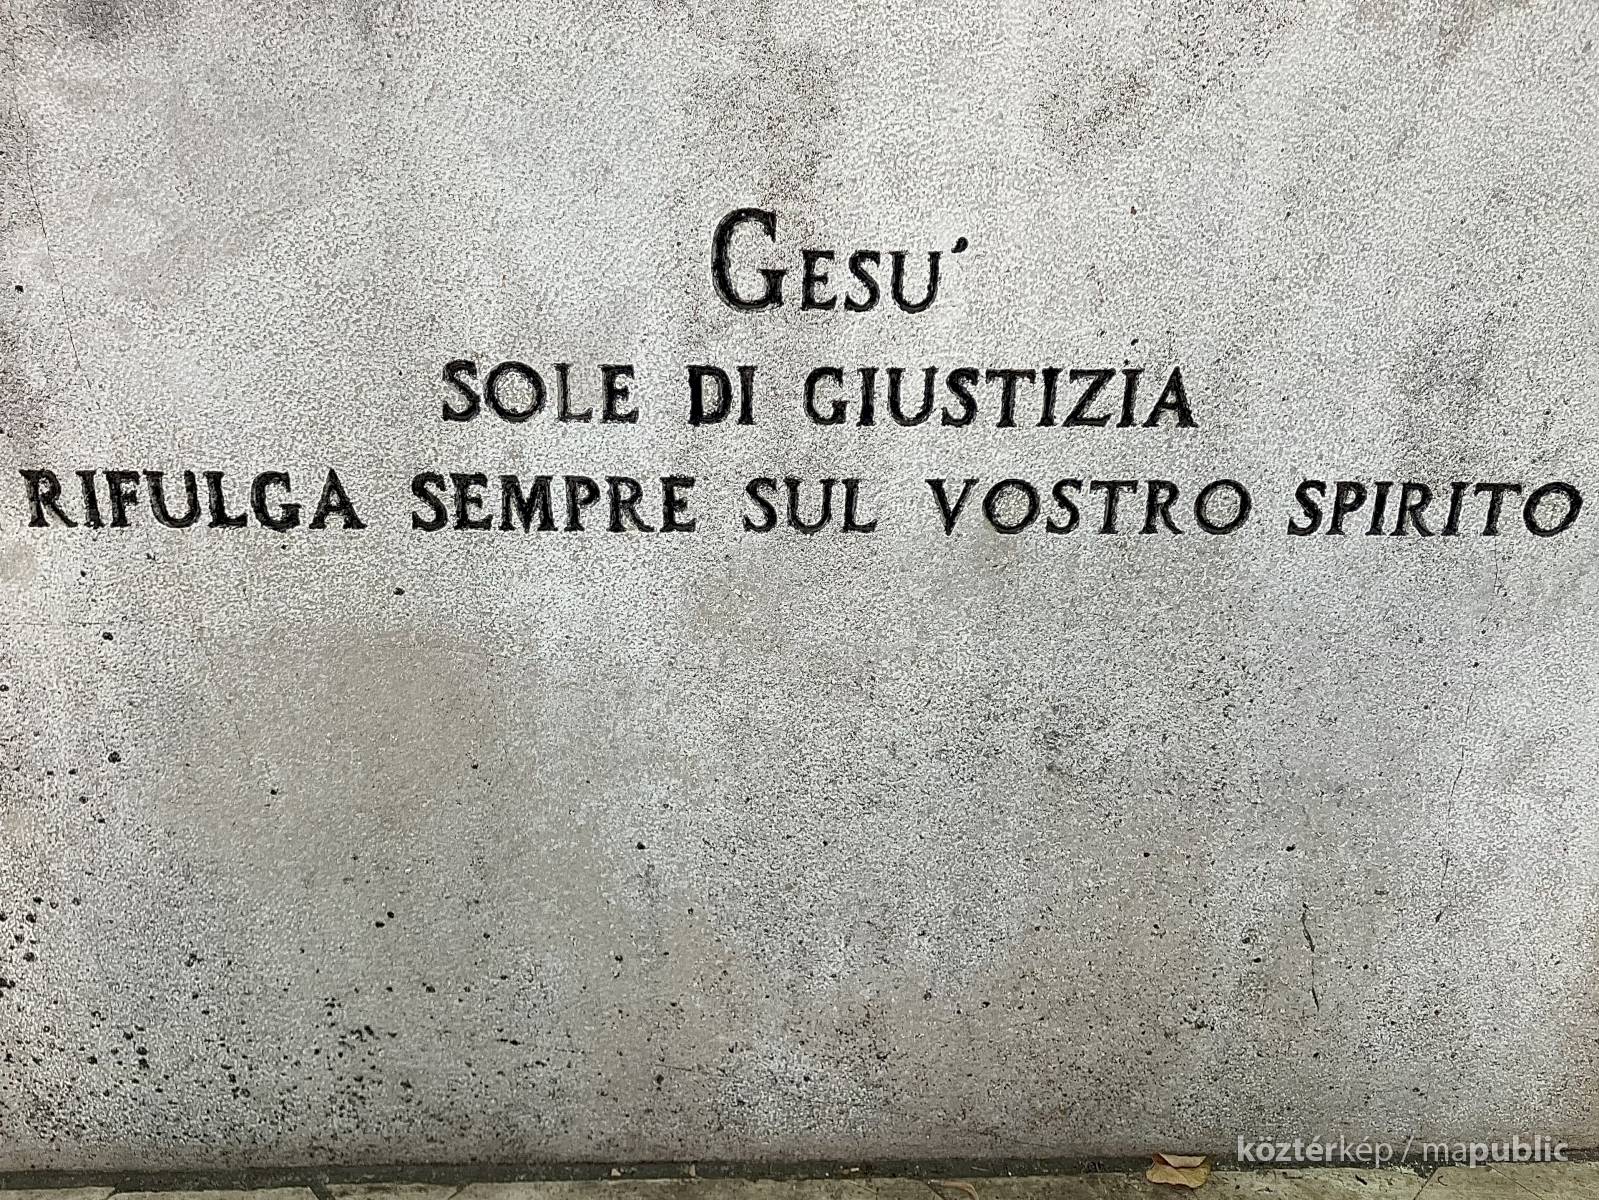 GESU'
SOLE DI GIUSTIZIA
RIFULGA SEMPRE SUL VOSTRO SPIRITO
köztérkép / mapublic